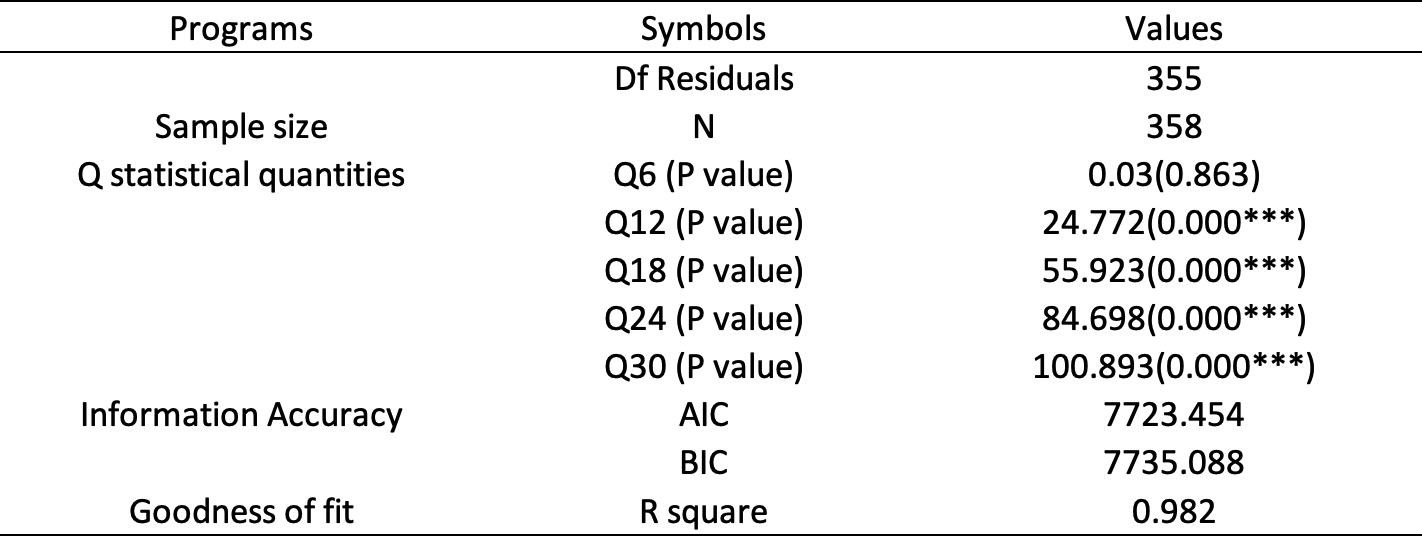 Programs Symbols Values
Df Residuals 355
Sample size N 358
Q statistical quantities Q6 (P value) 0.03(0.863)
Q12 (P value) 24.772(0.000***)
Q18 (P value) 55.923(0.000***)
Q24 (P value) 84.698(0.000***)
Q30 (P value) 100.893(0.000***)
Information Accuracy AIC 7723.454
BIC 7735.088
Goodness of fit R square 0.982